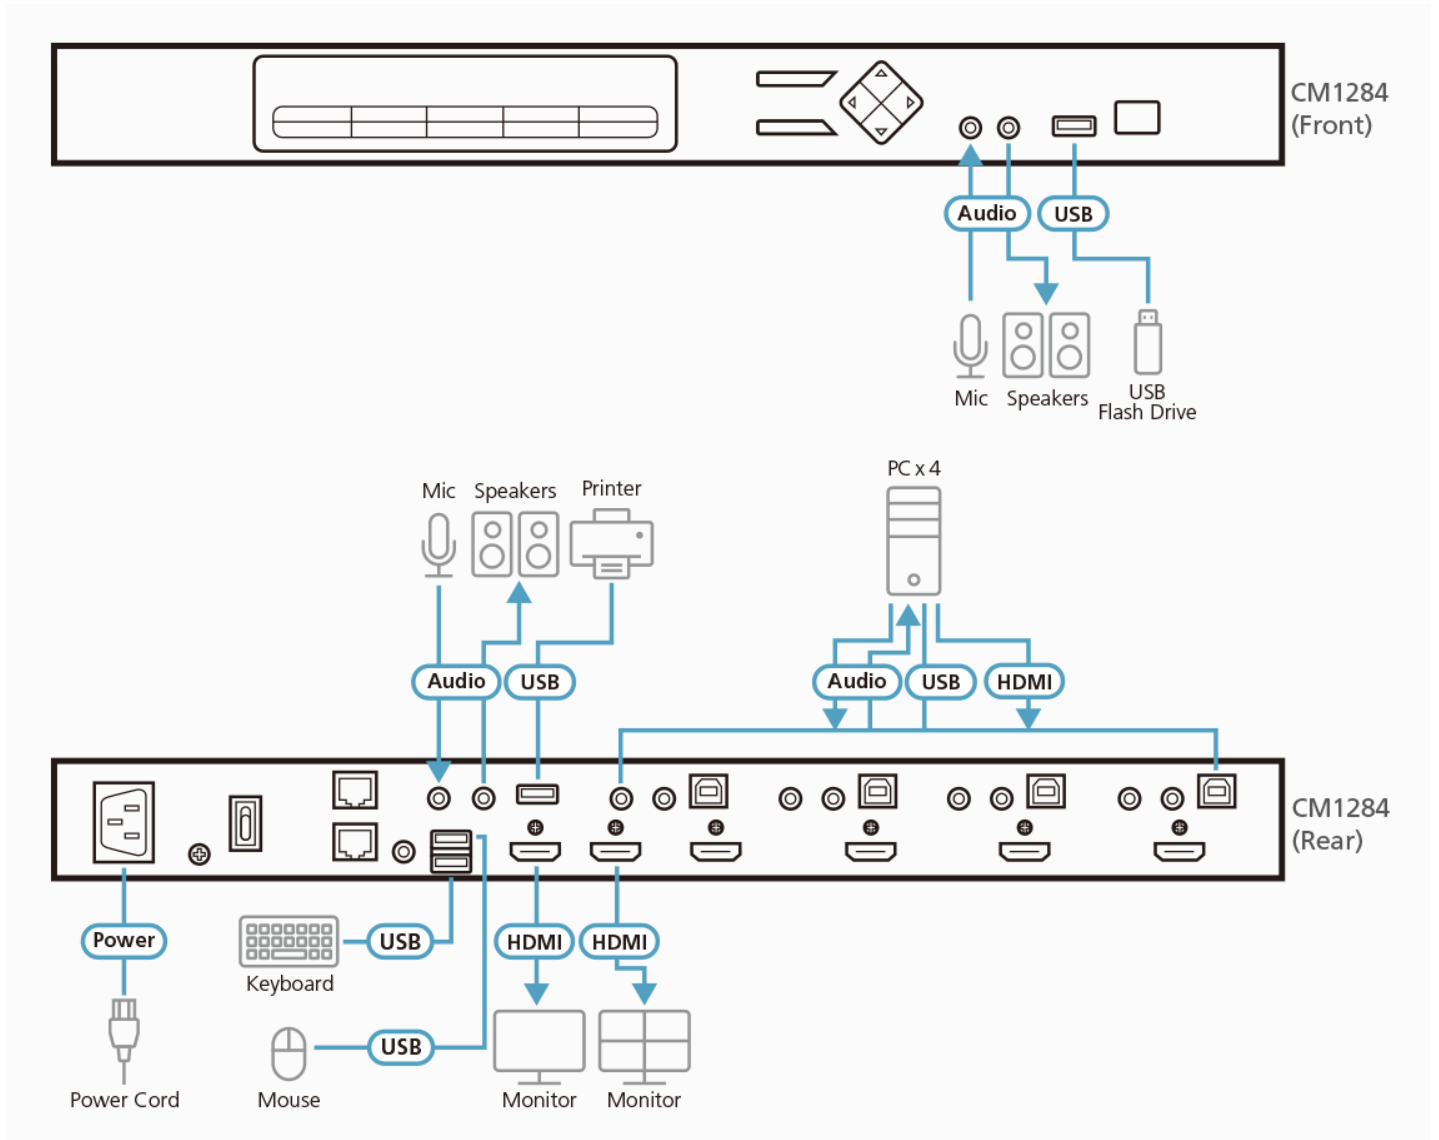 CM1284
(Front)
Audio
USB
Mic
Speakers
USB
Flash Drive
PC x 4
Mic
Speakers
Printer
Audio
USB
Audio
USB
HDMI
CM1284
(Rear)
Power
USB
HDMI
HDMI
Keyboard
USB
Power Cord
Mouse
Monitor
Monitor